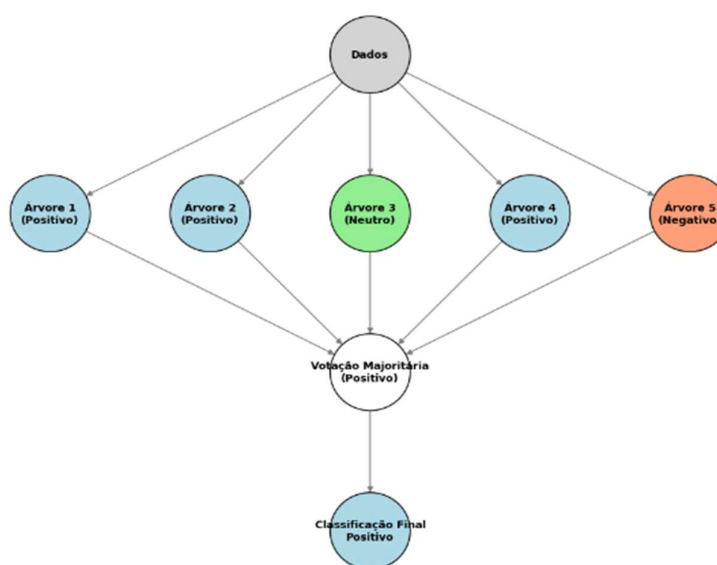 Dados
Árvore 1
(Positivo)
Árvore 2
(Positivo)
Árvore 3
(Neutro)
Árvore 4
(Positivo)
Árvore 5
(Negativo
Votação Majoritária
(Positivo)
Classificação Final
Positivo